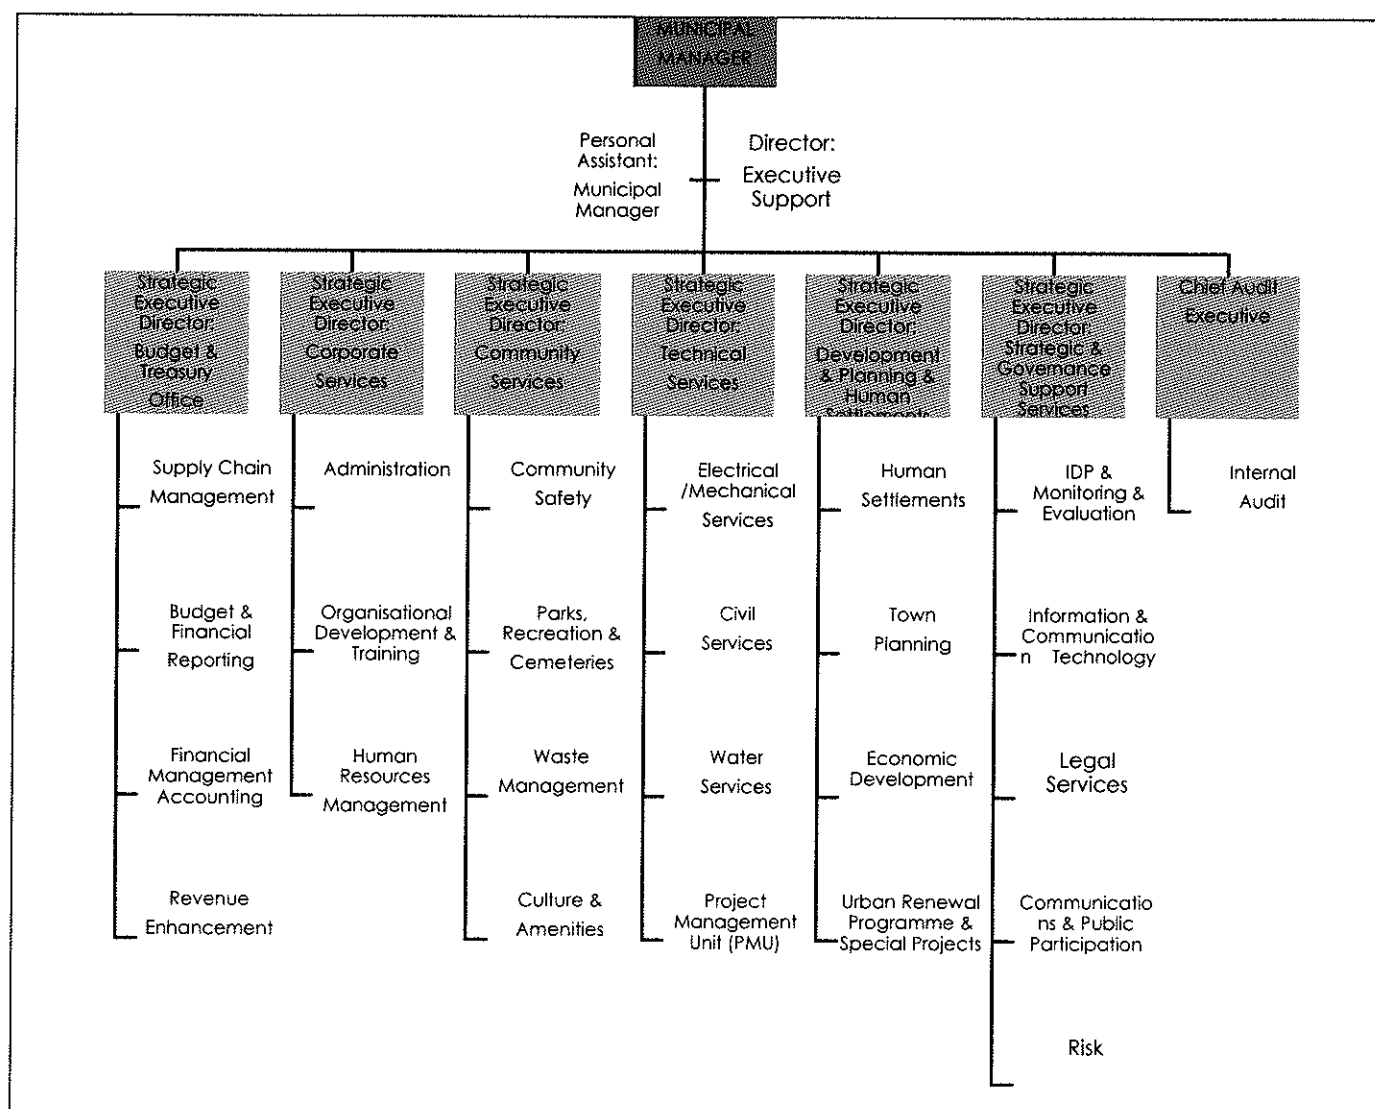 MUNICIPAL
MANAGER
Personal
Assistant:
Municipal
Manager
Director:
Executive
Support
Strategic
Executive
Director:
Budget &
Treasury
Office
Strategic
Executive
Director:
Corporate
Services
Strategic
Executive
Director:
Community
Services
Strategic
Executive
Director:
Technical
Services
Strategic
Executive
Director:
Development
& Planning &
Human
Settlements
Strategic
Executive
Director:
Strategic &
Governance
Support
Services
Chief Audit
Executive
Supply Chain
Management
Budget &
Financial
Reporting
Financial
Management
Accounting
Revenue
Enhancement
Administration
Organisational
Development &
Training
Human
Resources
Management
Community
Safety
Parks,
Recreation &
Cemeteries
Waste
Management
Culture &
Amenities
Electrical
/Mechanical
Services
Civil
Services
Water
Services
Project
Management
Unit (PMU)
Human
Settlements
Town
Planning
Economic
Development
Urban Renewal
Programme &
Special Projects
IDP &
Monitoring &
Evaluation
Information &
Communicatio
n Technology
Legal
Services
Communicatio
ns & Public
Participation
Risk
Internal
Audit